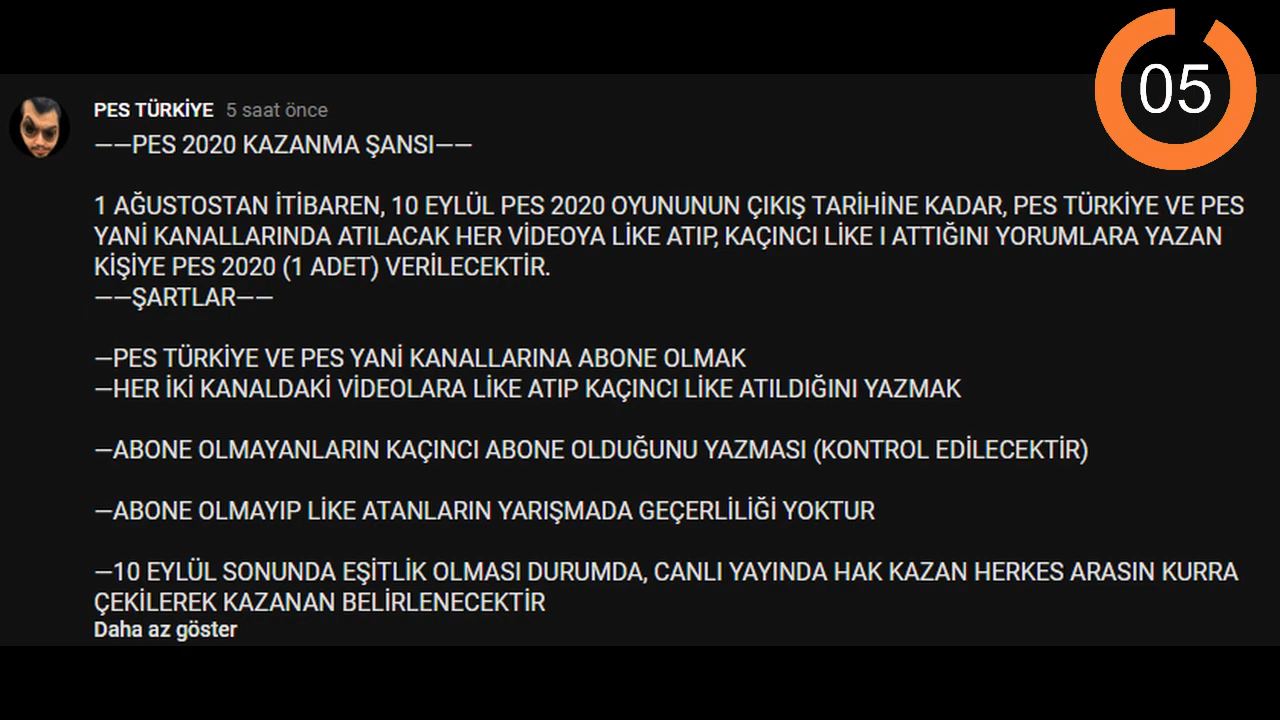 05
PES TÜRKİYE 5 saat önce
——PES 2020 KAZANMA ŞANSI——
1 AĞUSTOSTAN İTİBAREN, 10 EYLÜL PES 2020 OYUNUNUN ÇIKIŞ TARİHİNE KADAR, PES TÜRKİYE VE PES
YANİ KANALLARINDA ATILACAK HER VİDEOYA LİKE ATIP, KAÇINCI LİKE I ATTIĞINI YORUMLARA YAZAN
KİŞİYE PES 2020 (1 ADET) VERİLECEKTİR.
——ŞARTLAR——
—PES TÜRKİYE VE PES YANİ KANALLARINA ABONE OLMAK
—HER İKİ KANALDAKİ VİDEOLARA LİKE ATIP KAÇINCI LİKE ATILDIĞINI YAZMAK
—ABONE OLMAYANLARIN KAÇINCI ABONE OLDUĞUNU YAZMASI (KONTROL EDİLECEKTİR)
—ABONE OLMAYIP LİKE ATANLARIN YARIŞMADA GEÇERLİLİĞİ YOKTUR
—10 EYLÜL SONUNDA EŞİTLİK OLMASI DURUMDA, CANLI YAYINDA HAK KAZAN HERKES ARASIN KURRA
ÇEKİLEREK KAZANAN BELİRLENECEKTİR
Daha az göster